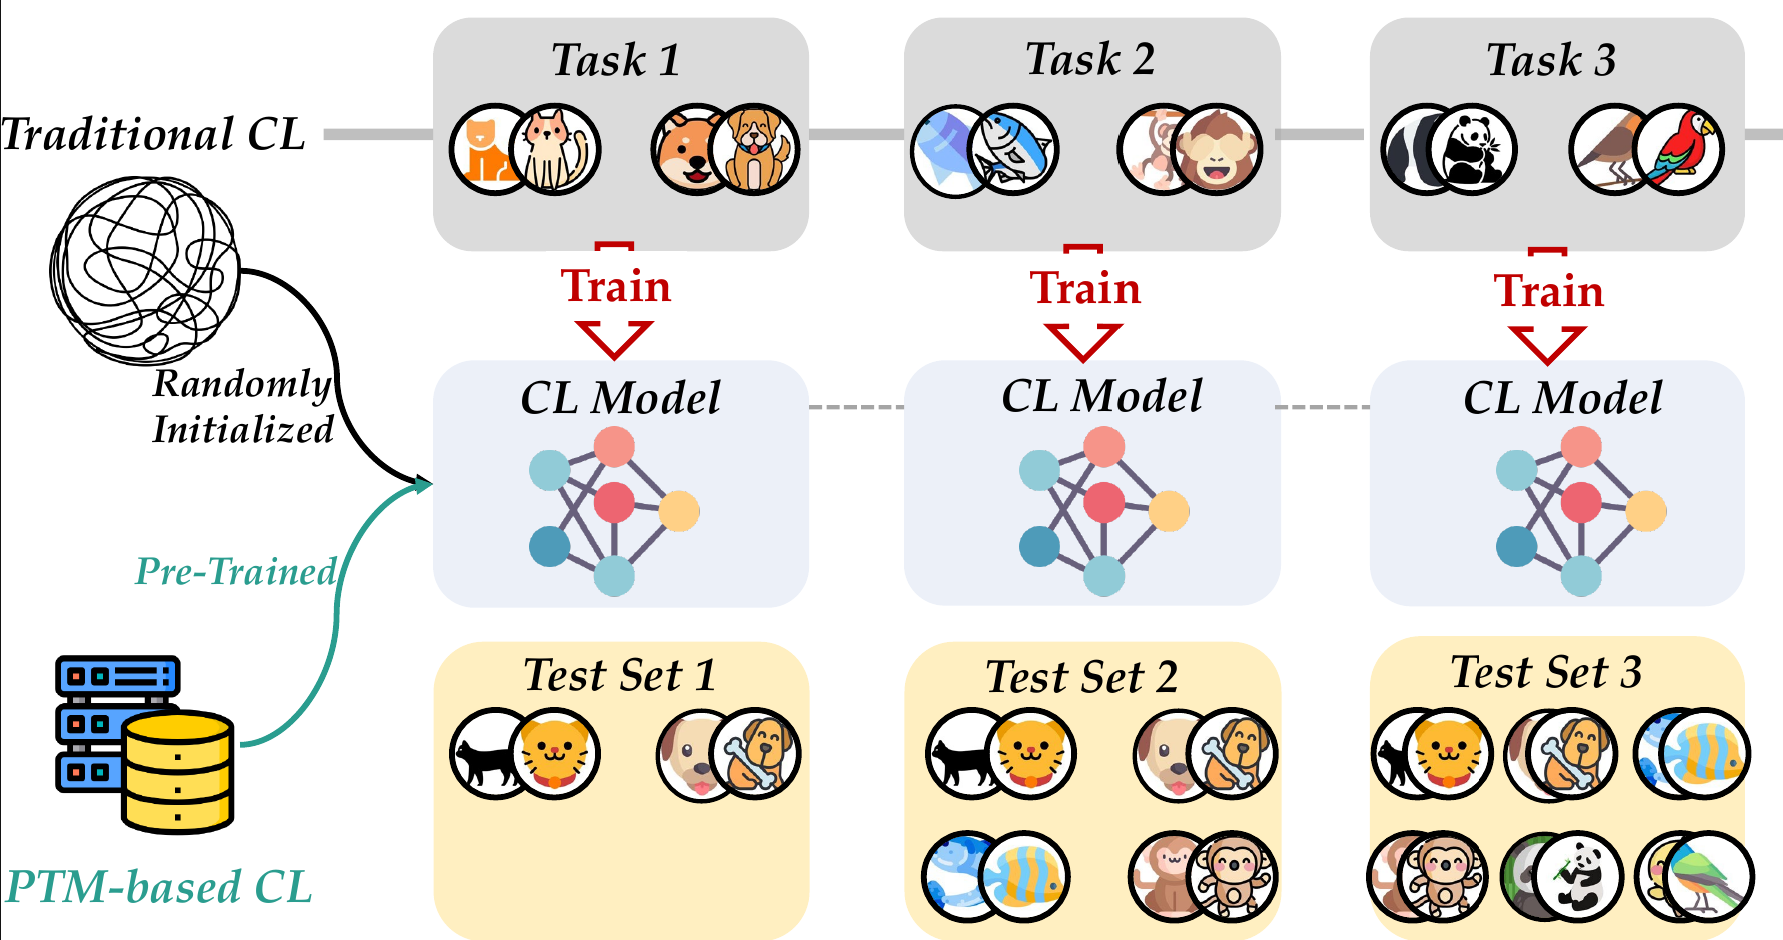 Task 1
Task 2
Task 3
Traditional CL
Train
Train
Train
Randomly
Initialized
CL Model
CL Model
CL Model
Pre-Trained
Test Set 1
Test Set 2
Test Set 3
PTM-based CL